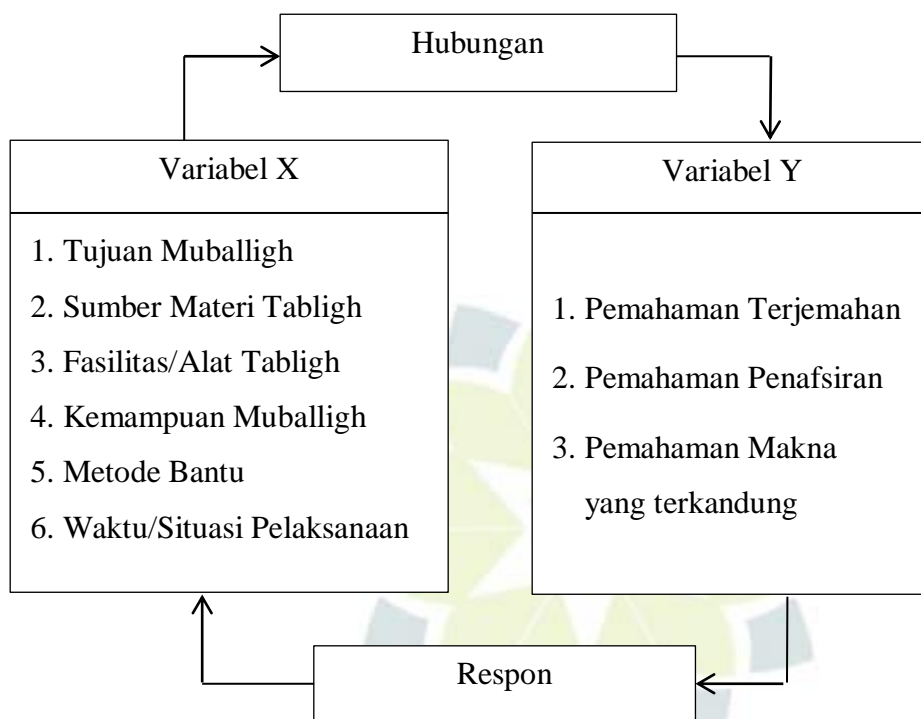 Hubungan
Variabel X
1. Tujuan Muballigh
2. Sumber Materi Tabligh
3. Fasilitas/Alat Tabligh
4. Kemampuan Muballigh
5. Metode Bantu
6. Waktu/Situasi Pelaksanaan
Variabel Y
1. Pemahaman Terjemahan
2. Pemahaman Penafsiran
3. Pemahaman Makna
yang terkandung
Respon